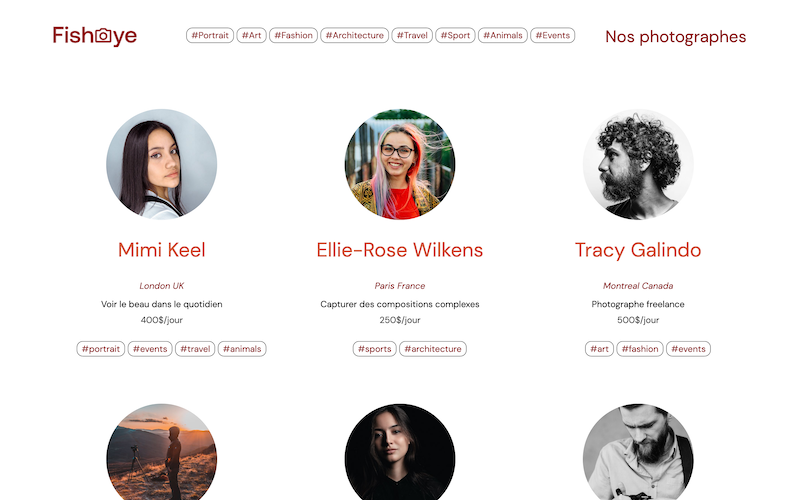 Fisheye
#Portrait #Art #Fashion #Architecture #Travel #Sport #Animals #Events
Nos photographes
Mimi Keel
London UK
Voir le beau dans le quotidien
400$/jour
#portrait #events #travel #animals
Ellie-Rose Wilkens
Paris France
Capturer des compositions complexes
250$/jour
#sports #architecture
Tracy Galindo
Montreal Canada
Photographe freelance
500$/jour
#art #fashion #events